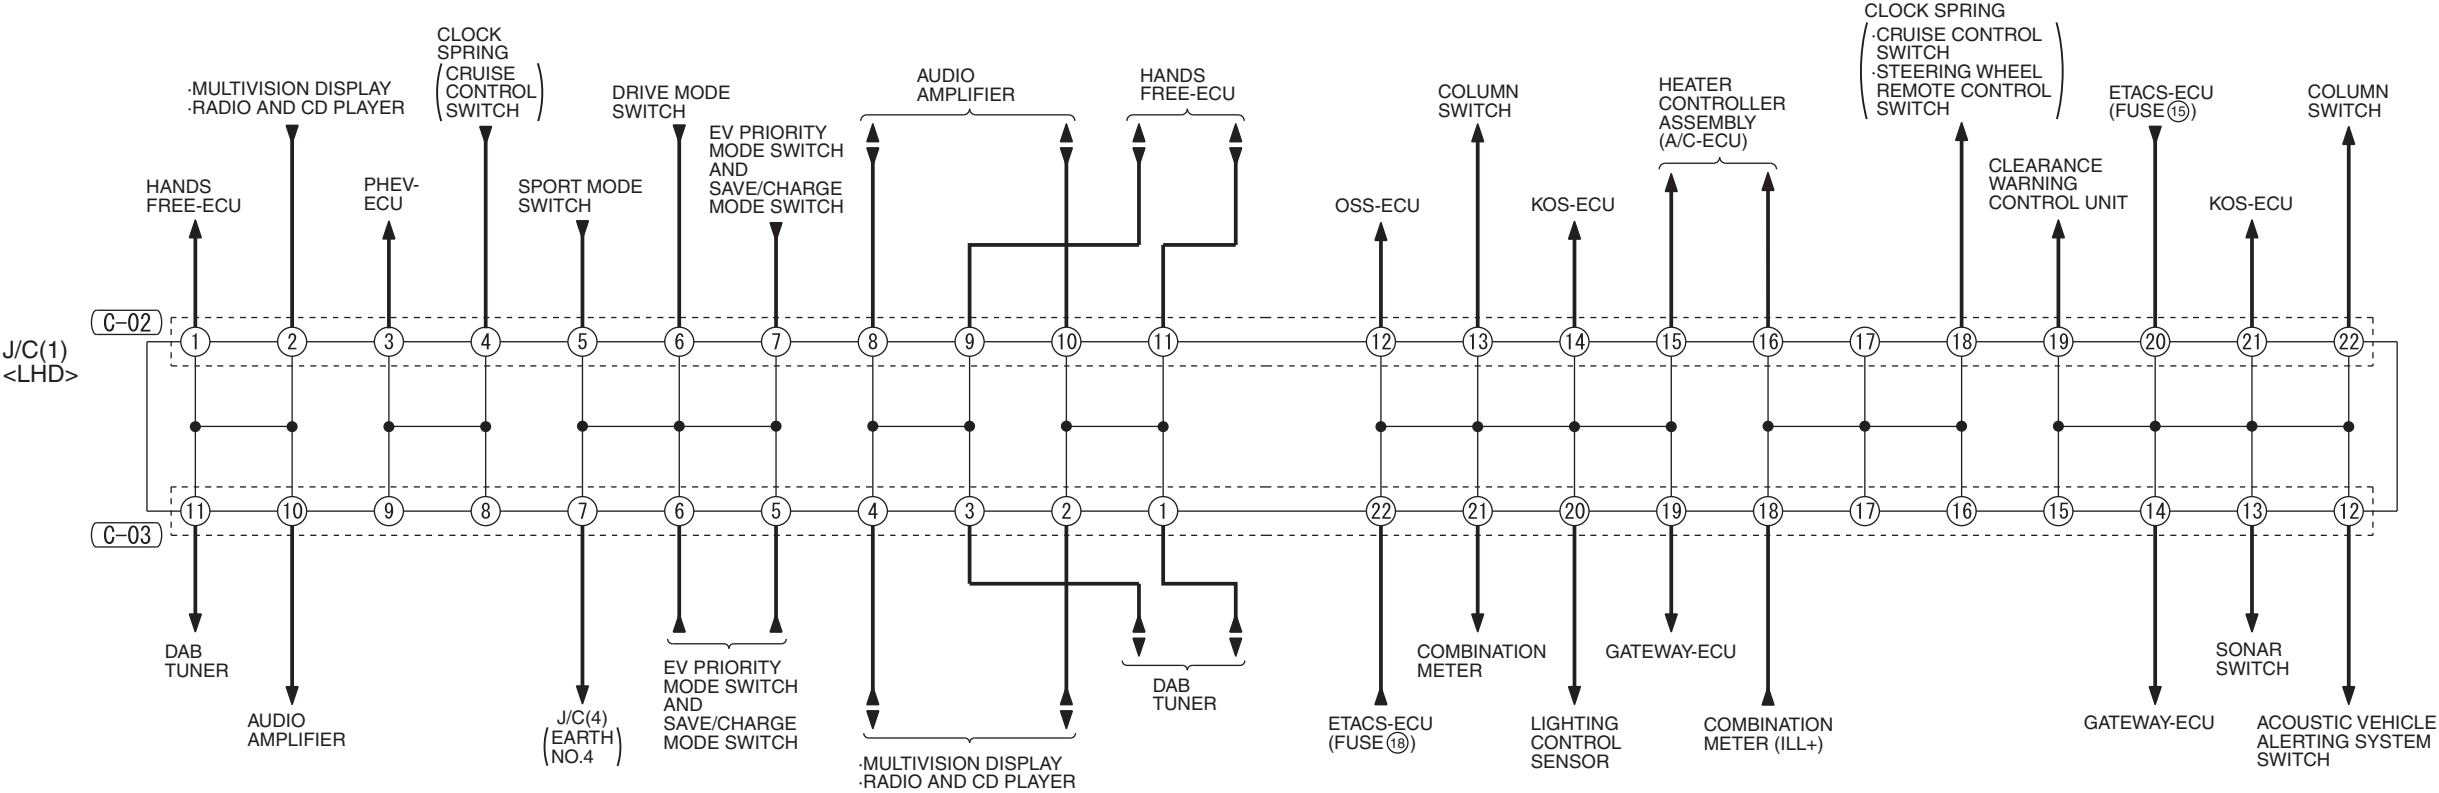 CLOCK
SPRING
CRUISE
CONTROL
SWITCH
·MULTIVISION DISPLAY
·RADIO AND CD PLAYER
HANDS
FREE-ECU
PHEV-
ECU
SPORT MODE
SWITCH
DRIVE MODE
SWITCH
EV PRIORITY
MODE SWITCH
AND
SAVE/CHARGE
MODE SWITCH
AUDIO
AMPLIFIER
HANDS
FREE-ECU
OSS-ECU
COLUMN
SWITCH
KOS-ECU
HEATER
CONTROLLER
ASSEMBLY
(A/C-ECU)
CLOCK SPRING
·CRUISE CONTROL
SWITCH
·STEERING WHEEL
REMOTE CONTROL
SWITCH
CLEARANCE
WARNING
CONTROL UNIT
ETACS-ECU
(FUSE 15)
KOS-ECU
COLUMN
SWITCH
C-02
1 2 3 4 5 6 7 8 9 10 11 12 13 14 15 16 17 18 19 20 21 22
J/C(1)
<LHD>
11 10 9 8 7 6 5 4 3 2 1 22 21 20 19 18 17 16 15 14 13 12
C-03
DAB
TUNER
AUDIO
AMPLIFIER
J/C(4)
EARTH
NO.4
EV PRIORITY
MODE SWITCH
AND
SAVE/CHARGE
MODE SWITCH
·MULTIVISION DISPLAY
·RADIO AND CD PLAYER
DAB
TUNER
ETACS-ECU
(FUSE 18)
COMBINATION
METER
LIGHTING
CONTROL
SENSOR
GATEWAY-ECU
COMBINATION
METER (ILL+)
GATEWAY-ECU
SONAR
SWITCH
ACOUSTIC VEHICLE
ALERTING SYSTEM
SWITCH